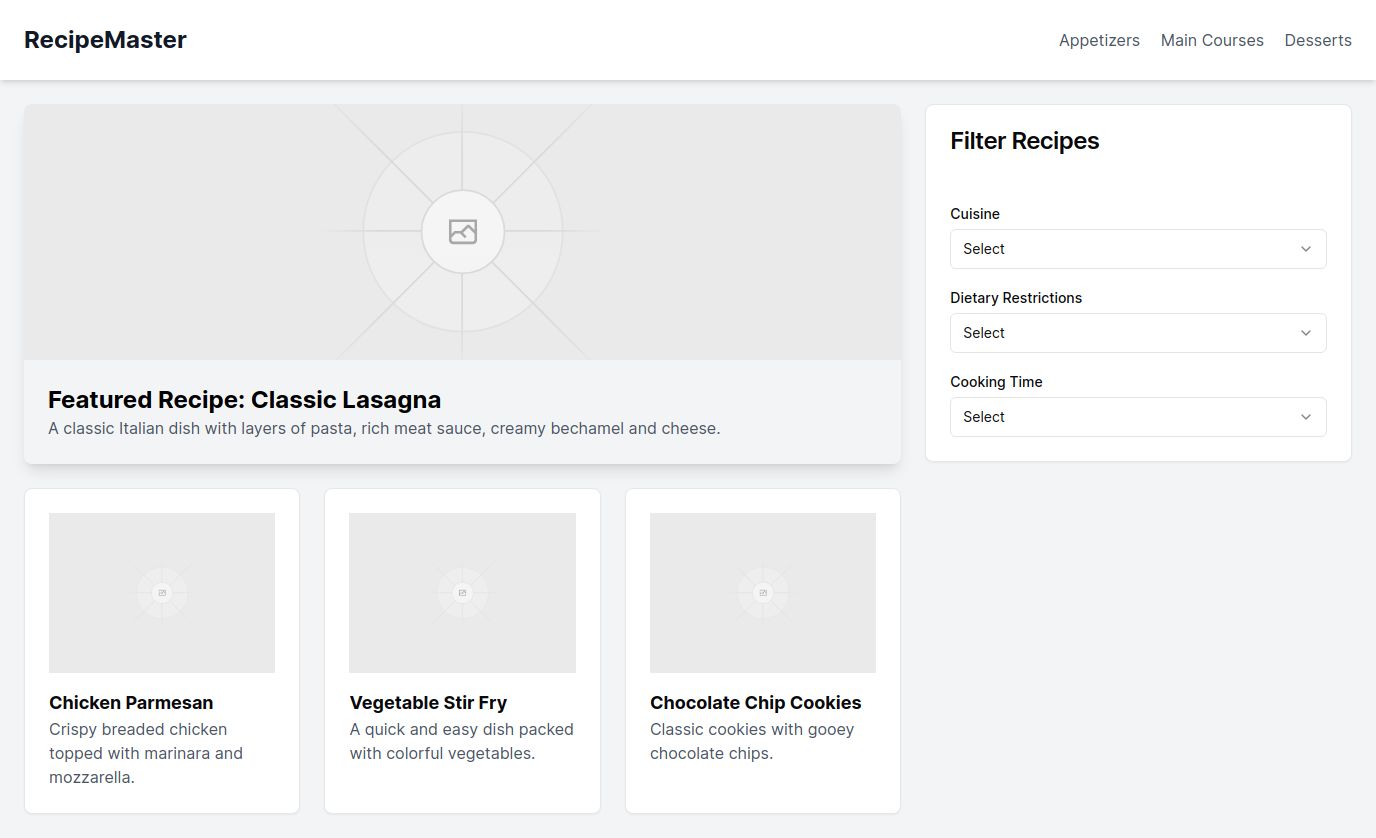 RecipeMaster
Appetizers Main Courses Desserts
Featured Recipe: Classic Lasagna
A classic Italian dish with layers of pasta, rich meat sauce, creamy bechamel and cheese.
Filter Recipes
Cuisine
Select
Dietary Restrictions
Select
Cooking Time
Select
Chicken Parmesan
Crispy breaded chicken
topped with marinara and
mozzarella.
Vegetable Stir Fry
A quick and easy dish packed
with colorful vegetables.
Chocolate Chip Cookies
Classic cookies with gooey
chocolate chips.